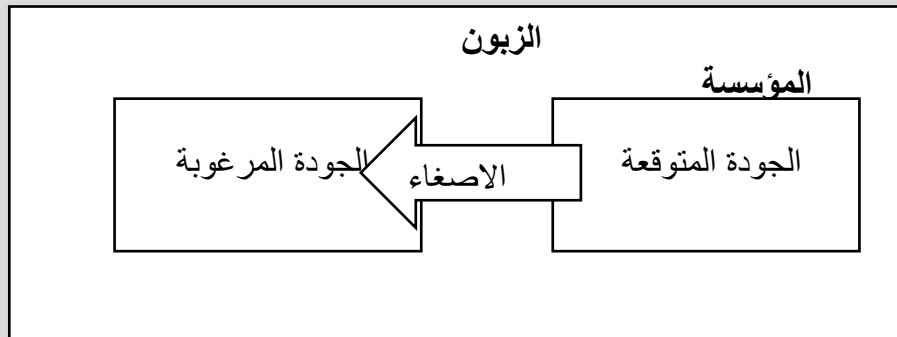 الزبون
المؤسسة
الجودة المتوقعة
الاصغاء
الجودة المرغوبة